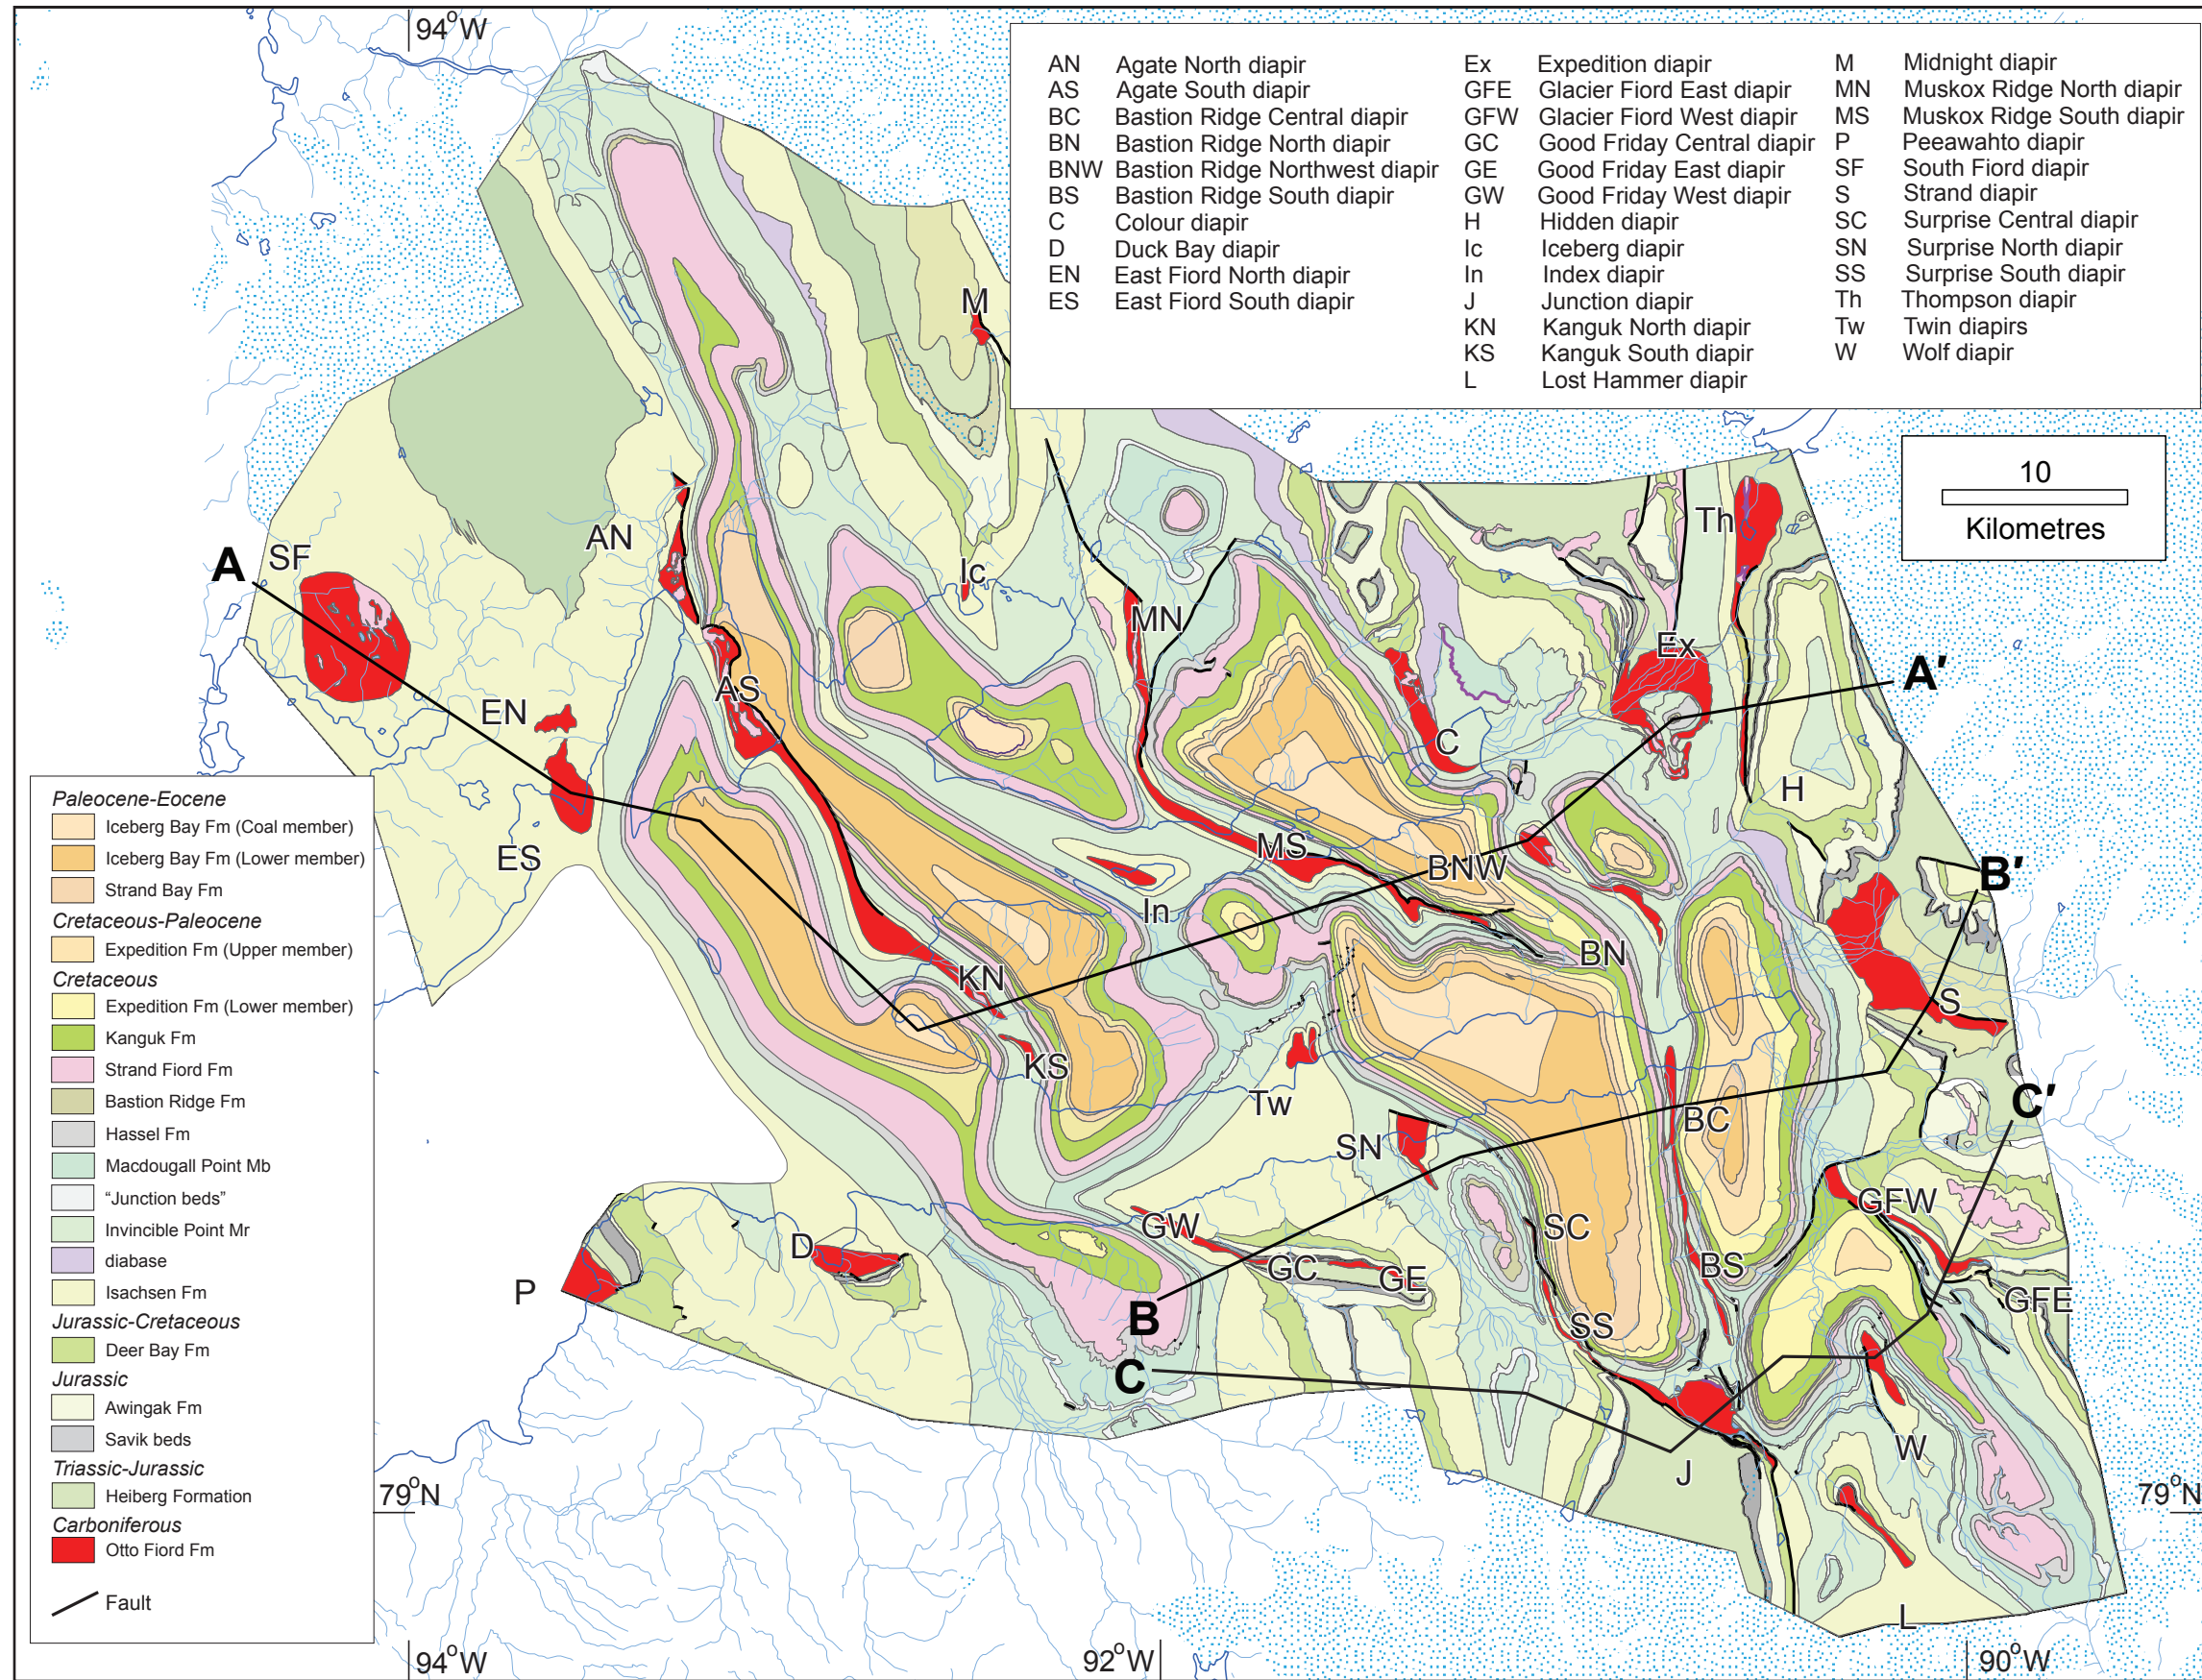 94°W
AN Agate North diapir
AS Agate South diapir
BC Bastion Ridge Central diapir
BN Bastion Ridge North diapir
BNW Bastion Ridge Northwest diapir
BS Bastion Ridge South diapir
C Colour diapir
D Duck Bay diapir
EN East Fiord North diapir
ES East Fiord South diapir
Ex Expedition diapir
GFE Glacier Fiord East diapir
GFW Glacier Fiord West diapir
GC Good Friday Central diapir
GE Good Friday East diapir
GW Good Friday West diapir
H Hidden diapir
Ic Iceberg diapir
In Index diapir
J Junction diapir
KN Kanguk North diapir
KS Kanguk South diapir
L Lost Hammer diapir
M Midnight diapir
MN Muskox Ridge North diapir
MS Muskox Ridge South diapir
P Peeawahto diapir
SF South Fiord diapir
S Strand diapir
SC Surprise Central diapir
SN Surprise North diapir
SS Surprise South diapir
Th Thompson diapir
Tw Twin diapirs
W Wolf diapir
10
Kilometres
M
Th
AN
A
SF
Ic
MN
Ex
A'
AS
EN
C
H
ES
MS
BNW
B'
In
BN
KN
S
KS
Tw
BC
C'
SN
GFW
GW
SC
D
GC
GE
BS
P
GFE
B
SS
C
W
J
L
Paleocene-Eocene
Iceberg Bay Fm (Coal member)
Iceberg Bay Fm (Lower member)
Strand Bay Fm
Cretaceous-Paleocene
Expedition Fm (Upper member)
Cretaceous
Expedition Fm (Lower member)
Kanguk Fm
Strand Fiord Fm
Bastion Ridge Fm
Hassel Fm
Macdougall Point Mb
“Junction beds”
Invincible Point Mr
diabase
Isachsen Fm
Jurassic-Cretaceous
Deer Bay Fm
Jurassic
Awingak Fm
Savik beds
Triassic-Jurassic
Heiberg Formation
Carboniferous
Otto Fiord Fm
Fault
79°N
79°N
94°W
92°W
90°W